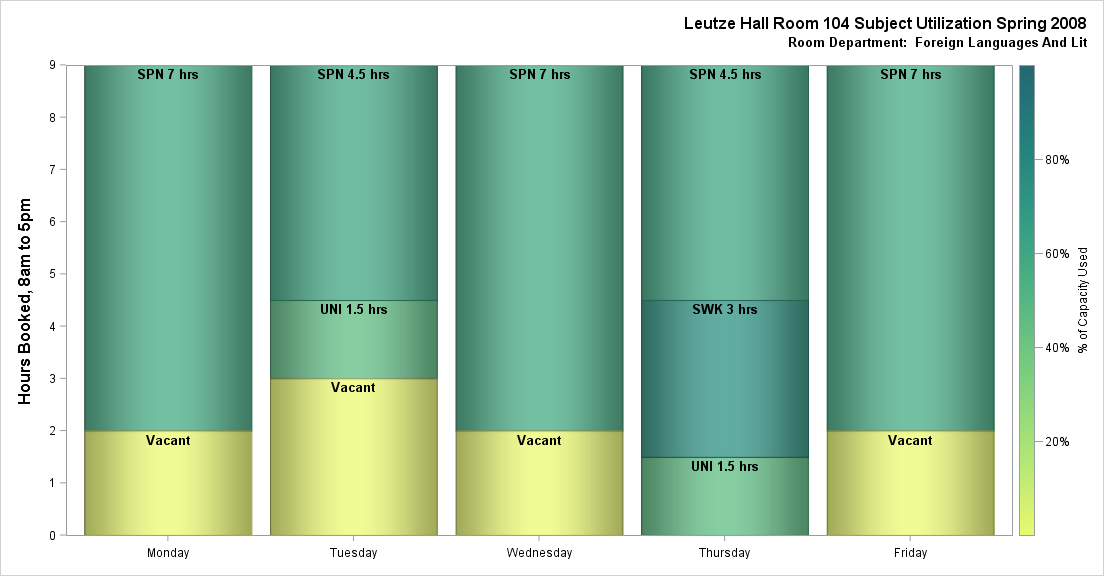 Leutze Hall Room 104 Subject Utilization Spring 2008
Room Department:  Foreign Languages And Lit
Hours Booked, 8am to 5pm
9
8
7
6
5
4
3
2
1
0
SPN 7 hrs
Vacant
Monday
SPN 4.5 hrs
UNI 1.5 hrs
Vacant
Tuesday
SPN 7 hrs
Vacant
Wednesday
SPN 4.5 hrs
SWK 3 hrs
UNI 1.5 hrs
Thursday
SPN 7 hrs
Vacant
Friday
80%
60%
40%
20%
% of Capacity Used